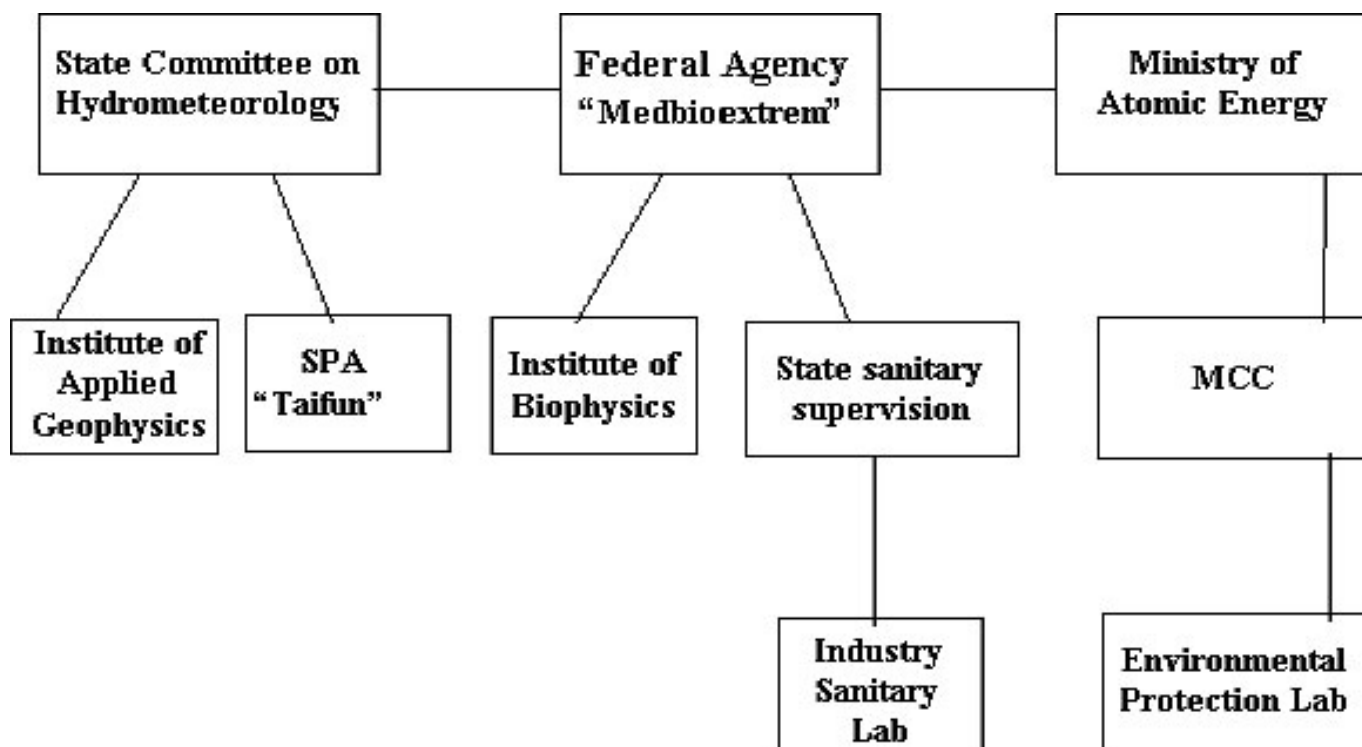 State Committee on
Hydrometeorology
Federal Agency
“Medbioextrem”
Ministry of
Atomic Energy
Institute of
Applied
Geophysics
SPA
“Taifun”
Institute of
Biophysics
State sanitary
supervision
MCC
Industry
Sanitary
Lab
Environmental
Protection Lab